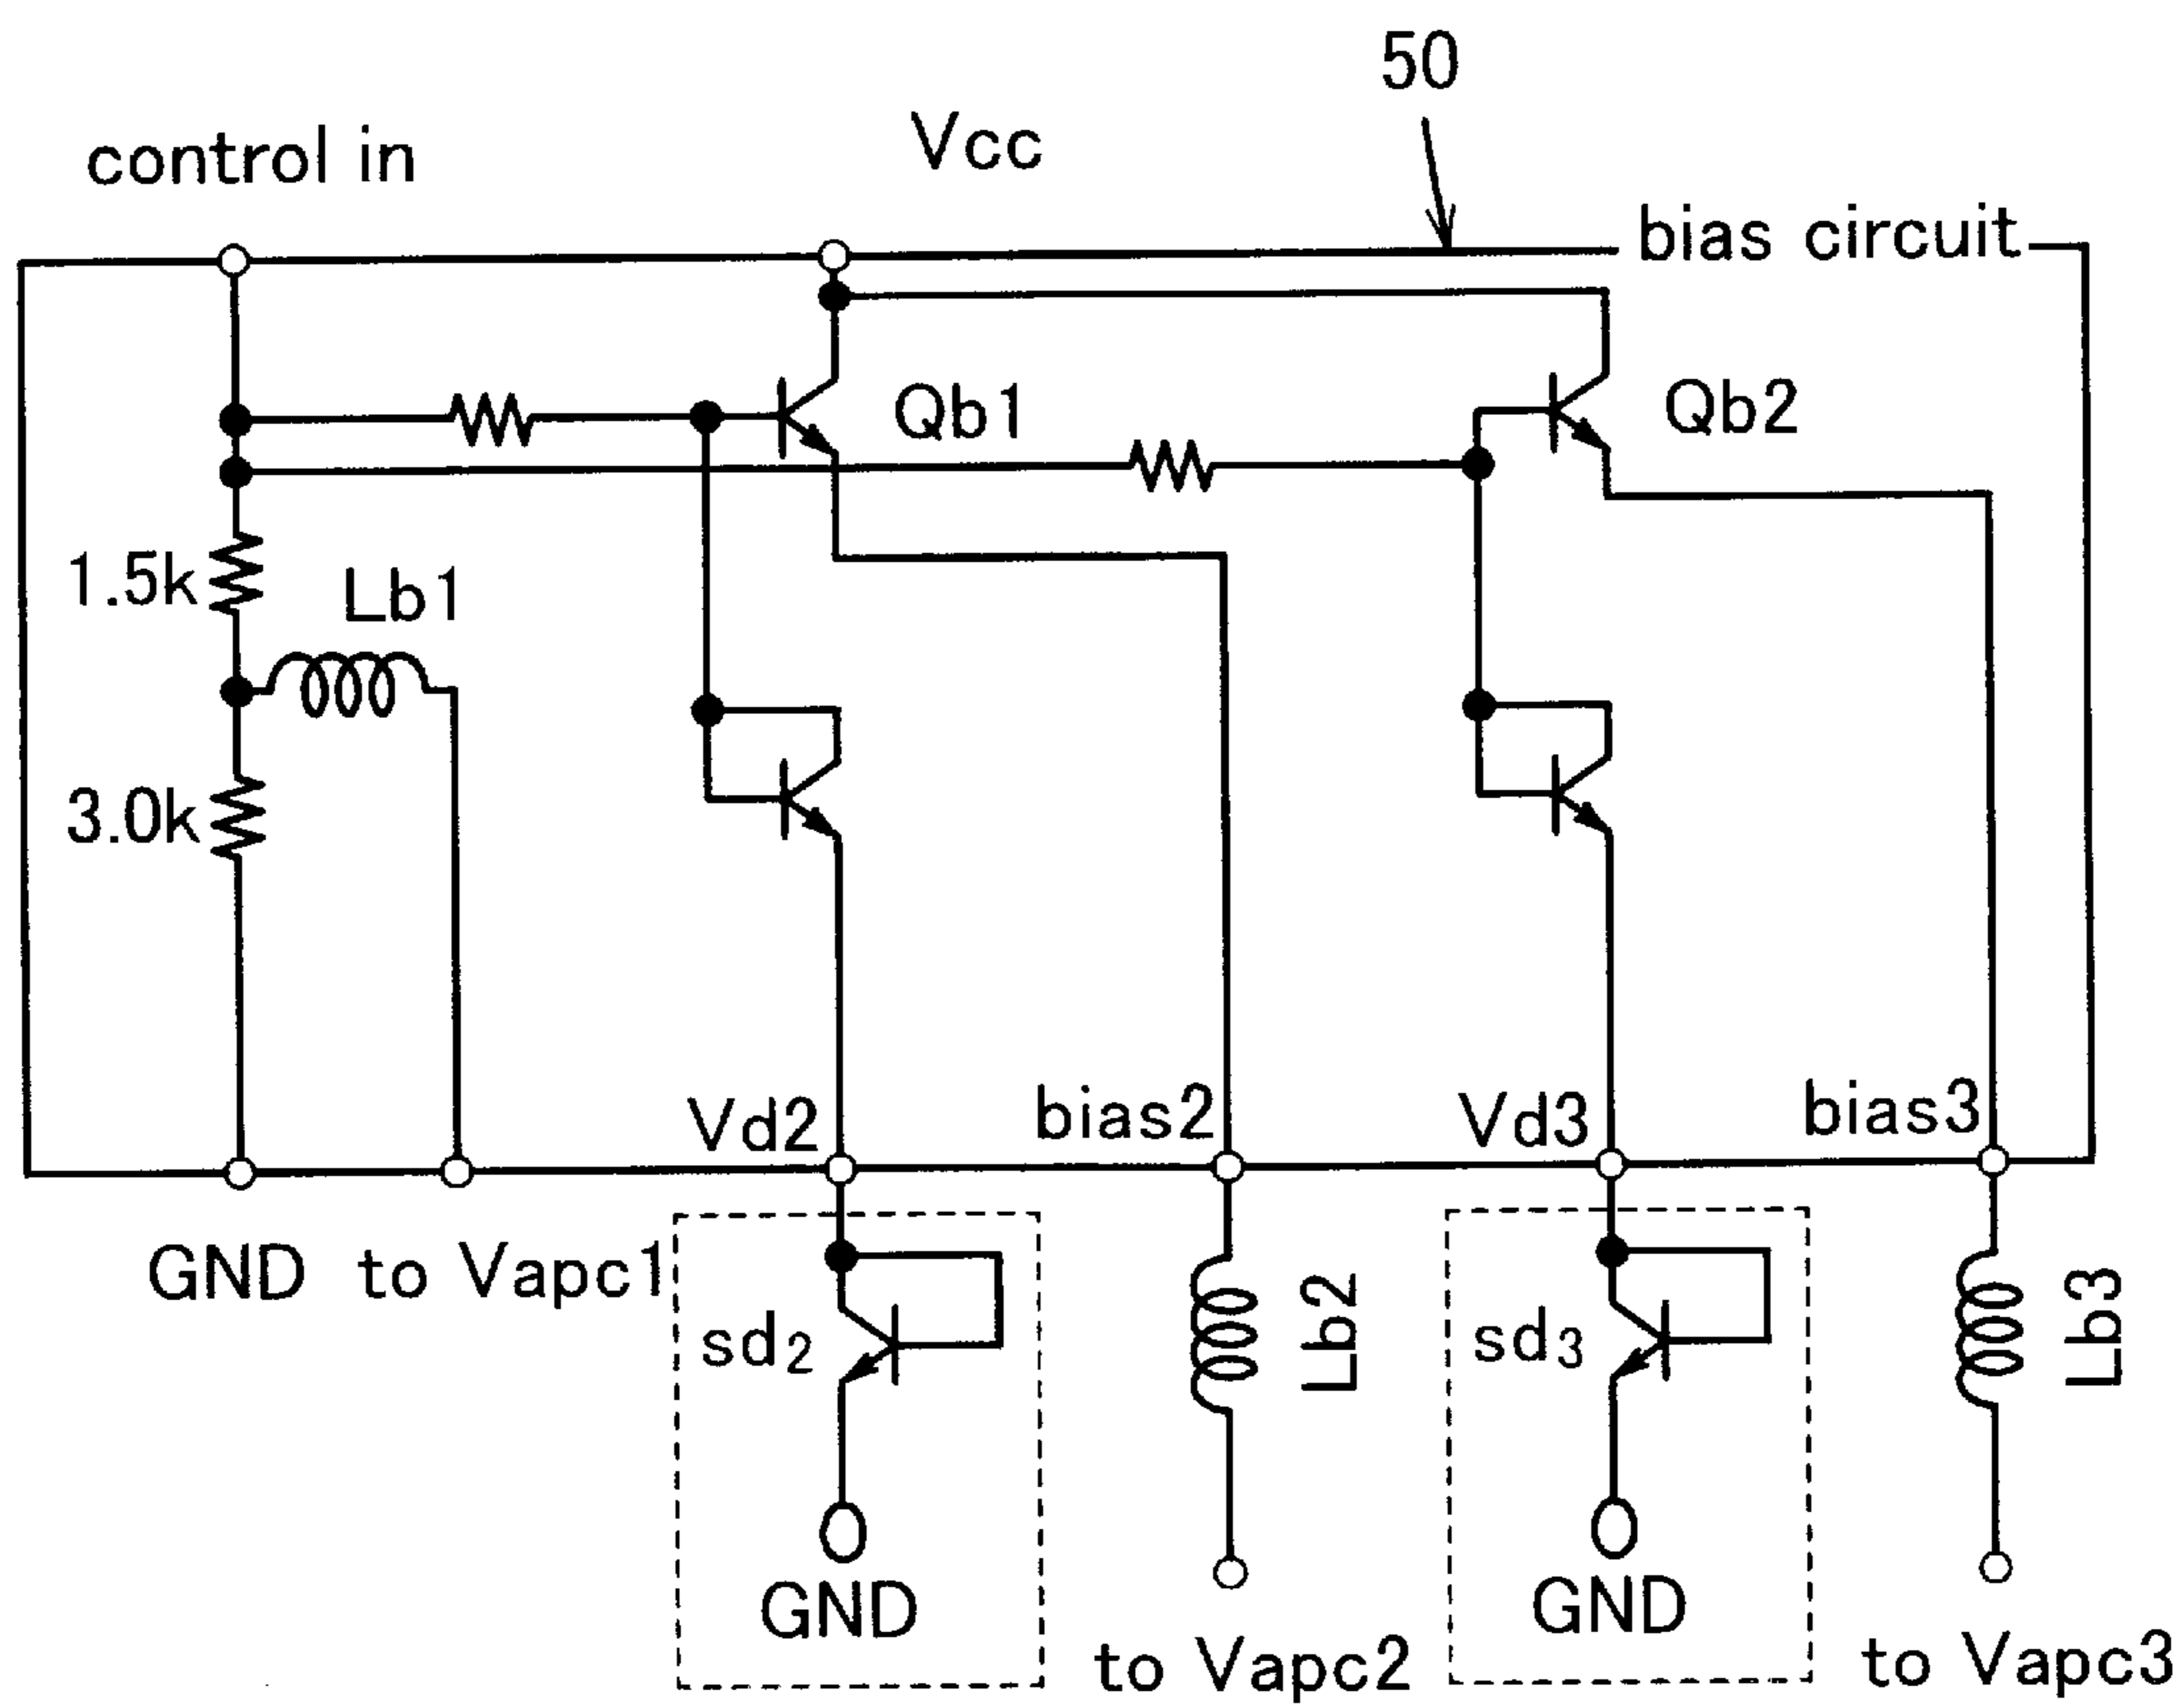 50
control in
Vcc
bias circuit
Qb1
Qb2
1.5k
Lb1
3.0k
Vd2
bias2
Vd3
bias3
GND
to Vapc1
sd2
Lb2
sd3
Lb3
GND
to Vapc2
GND
to Vapc3